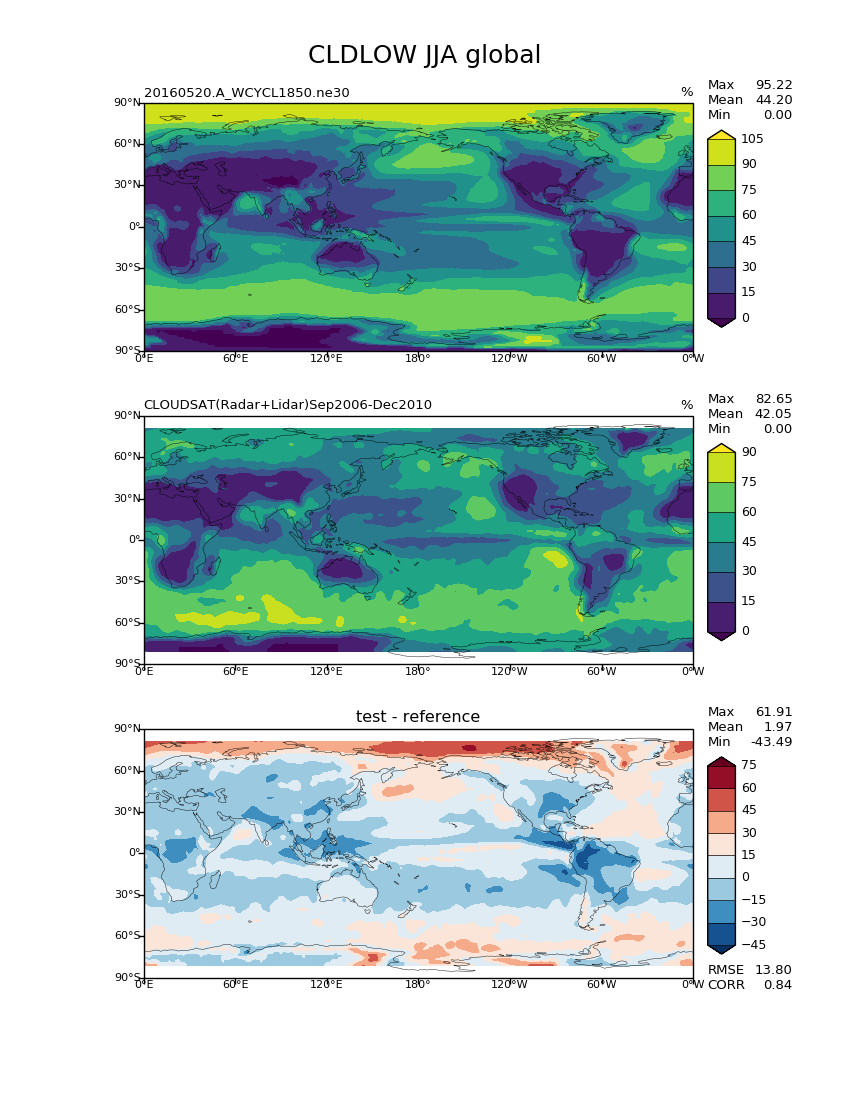 CLDLOW JJA global
20160520.A_WCYCL1850.ne30 %
Max 95.22
Mean 44.20
Min 0.00
90°N
60°N
30°N
0°
30°S
60°S
90°S
0°E 60°E 120°E 180° 120°W 60°W 0°W
105
90
75
60
45
30
15
0
CLOUDSAT(Radar+Lidar)Sep2006-Dec2010 %
Max 82.65
Mean 42.05
Min 0.00
90°N
60°N
30°N
0°
30°S
60°S
90°S
0°E 60°E 120°E 180° 120°W 60°W 0°W
90
75
60
45
30
15
0
test - reference
Max 61.91
Mean 1.97
Min -43.49
90°N
60°N
30°N
0°
30°S
60°S
90°S
0°E 60°E 120°E 180° 120°W 60°W 0°W
75
60
45
30
15
0
−15
−30
−45
RMSE 13.80
CORR 0.84